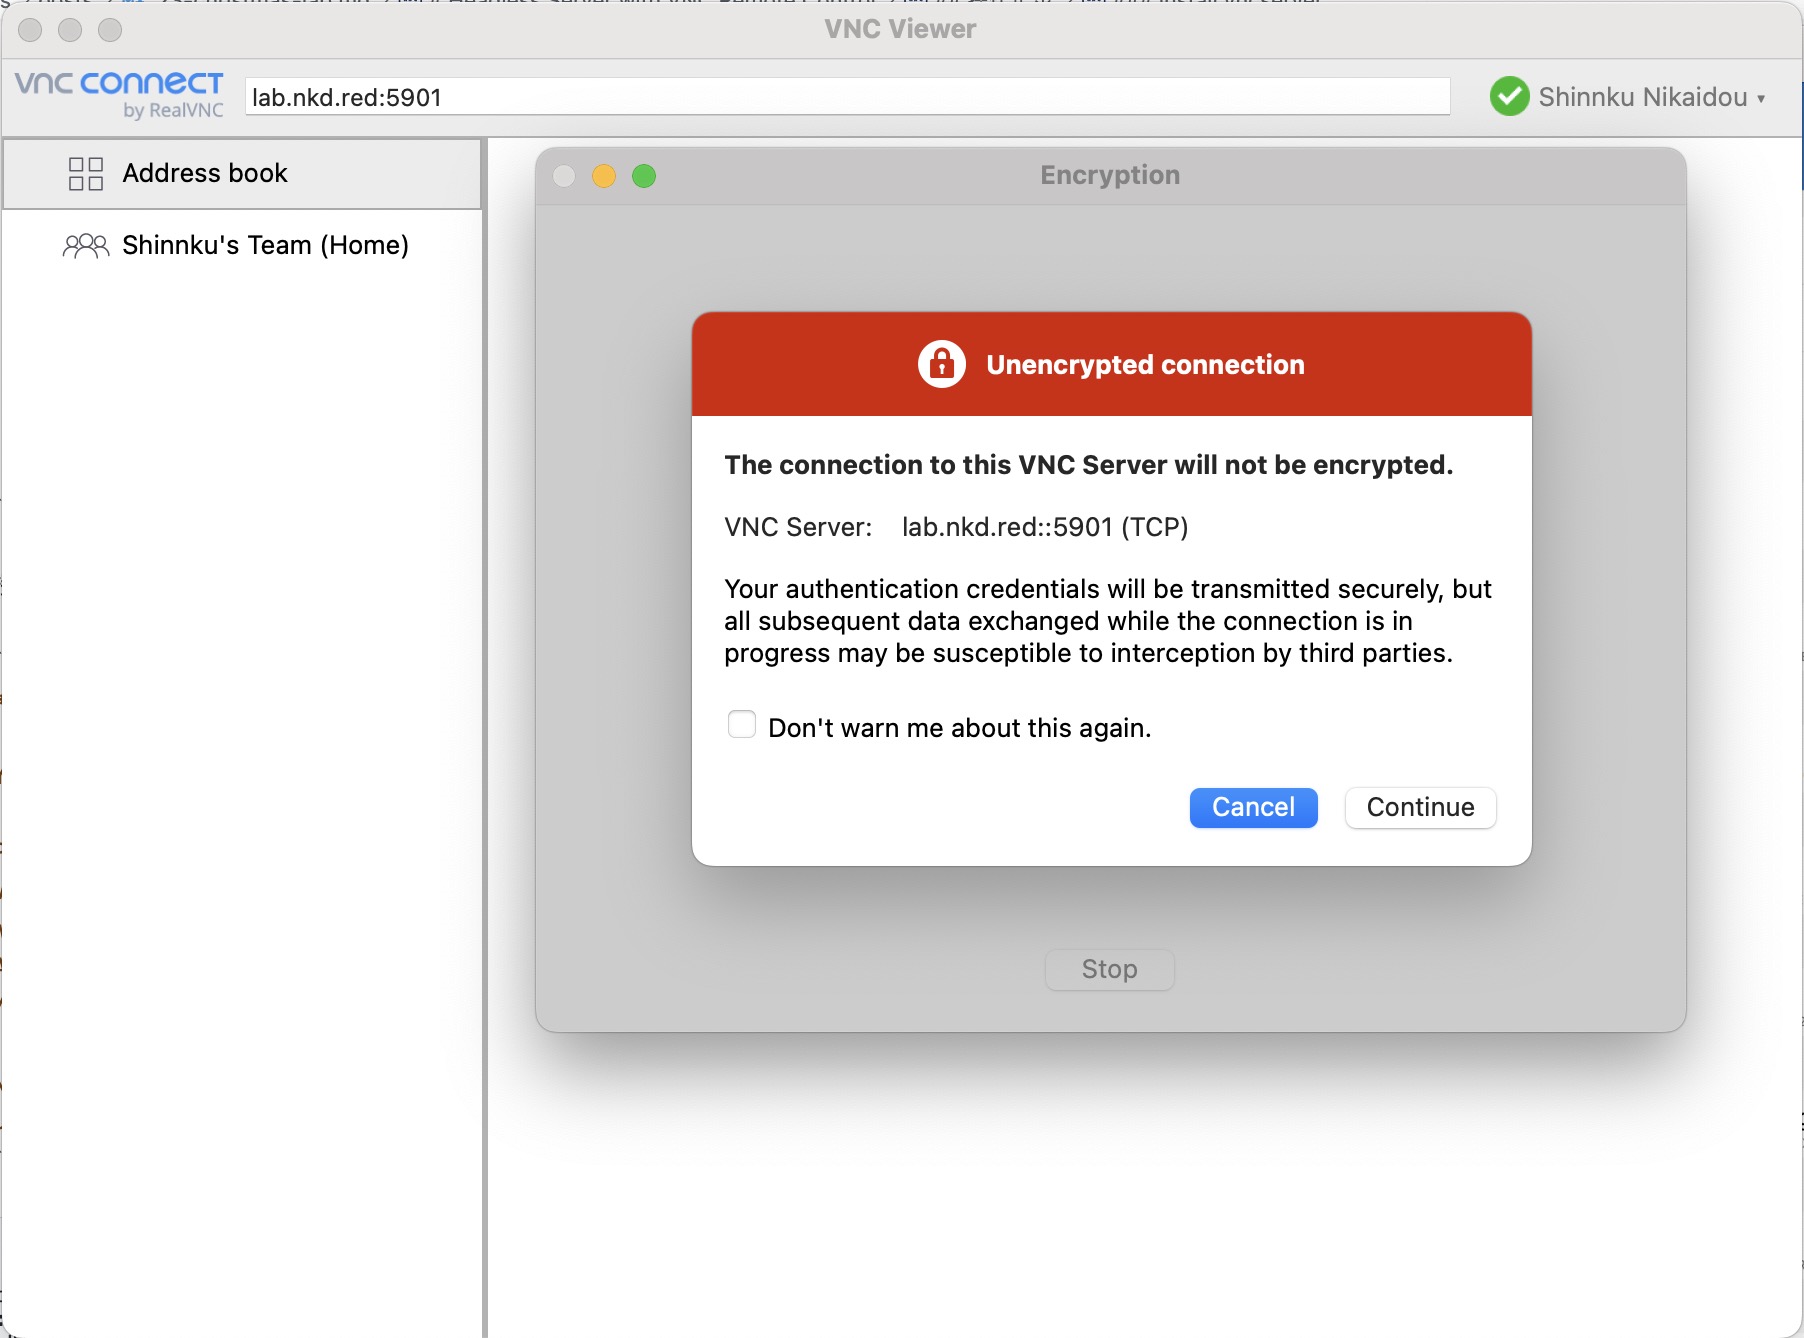 VNC Viewer
vnc connect
by RealVNC
lab.nkd.red:5901
Shinnku Nikaidou
Address book
Shinnku's Team (Home)
Encryption
Unencrypted connection
The connection to this VNC Server will not be encrypted.
VNC Server: lab.nkd.red::5901 (TCP)
Your authentication credentials will be transmitted securely, but
all subsequent data exchanged while the connection is in
progress may be susceptible to interception by third parties.
Don't warn me about this again.
Cancel
Continue
Stop